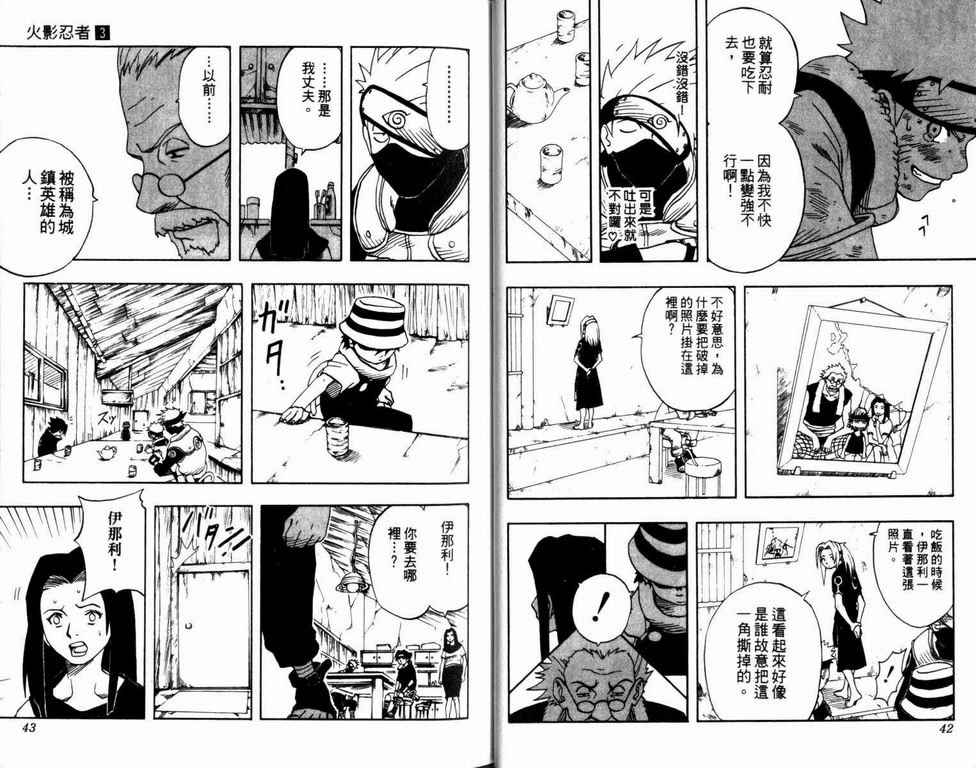 火影忍者 3
就算忍耐
也要吃下
去，
因為我不快
一點變強不
行啊！
沒錯沒錯—
可是
吐出來就
不對囉♡
不好意思，為
什麼要把破掉
的照片掛在這
裡啊？
吃飯的時候
，伊那利一
直看著這張
照片。
這看起來好像
是誰故意把這
一角撕掉的。
！
42
…………
……那是
我丈夫。
…以前……
被稱為城
鎮英雄的
人…
ガタ
伊那利！
你要去哪
裡…？
バタン
伊那利！
43